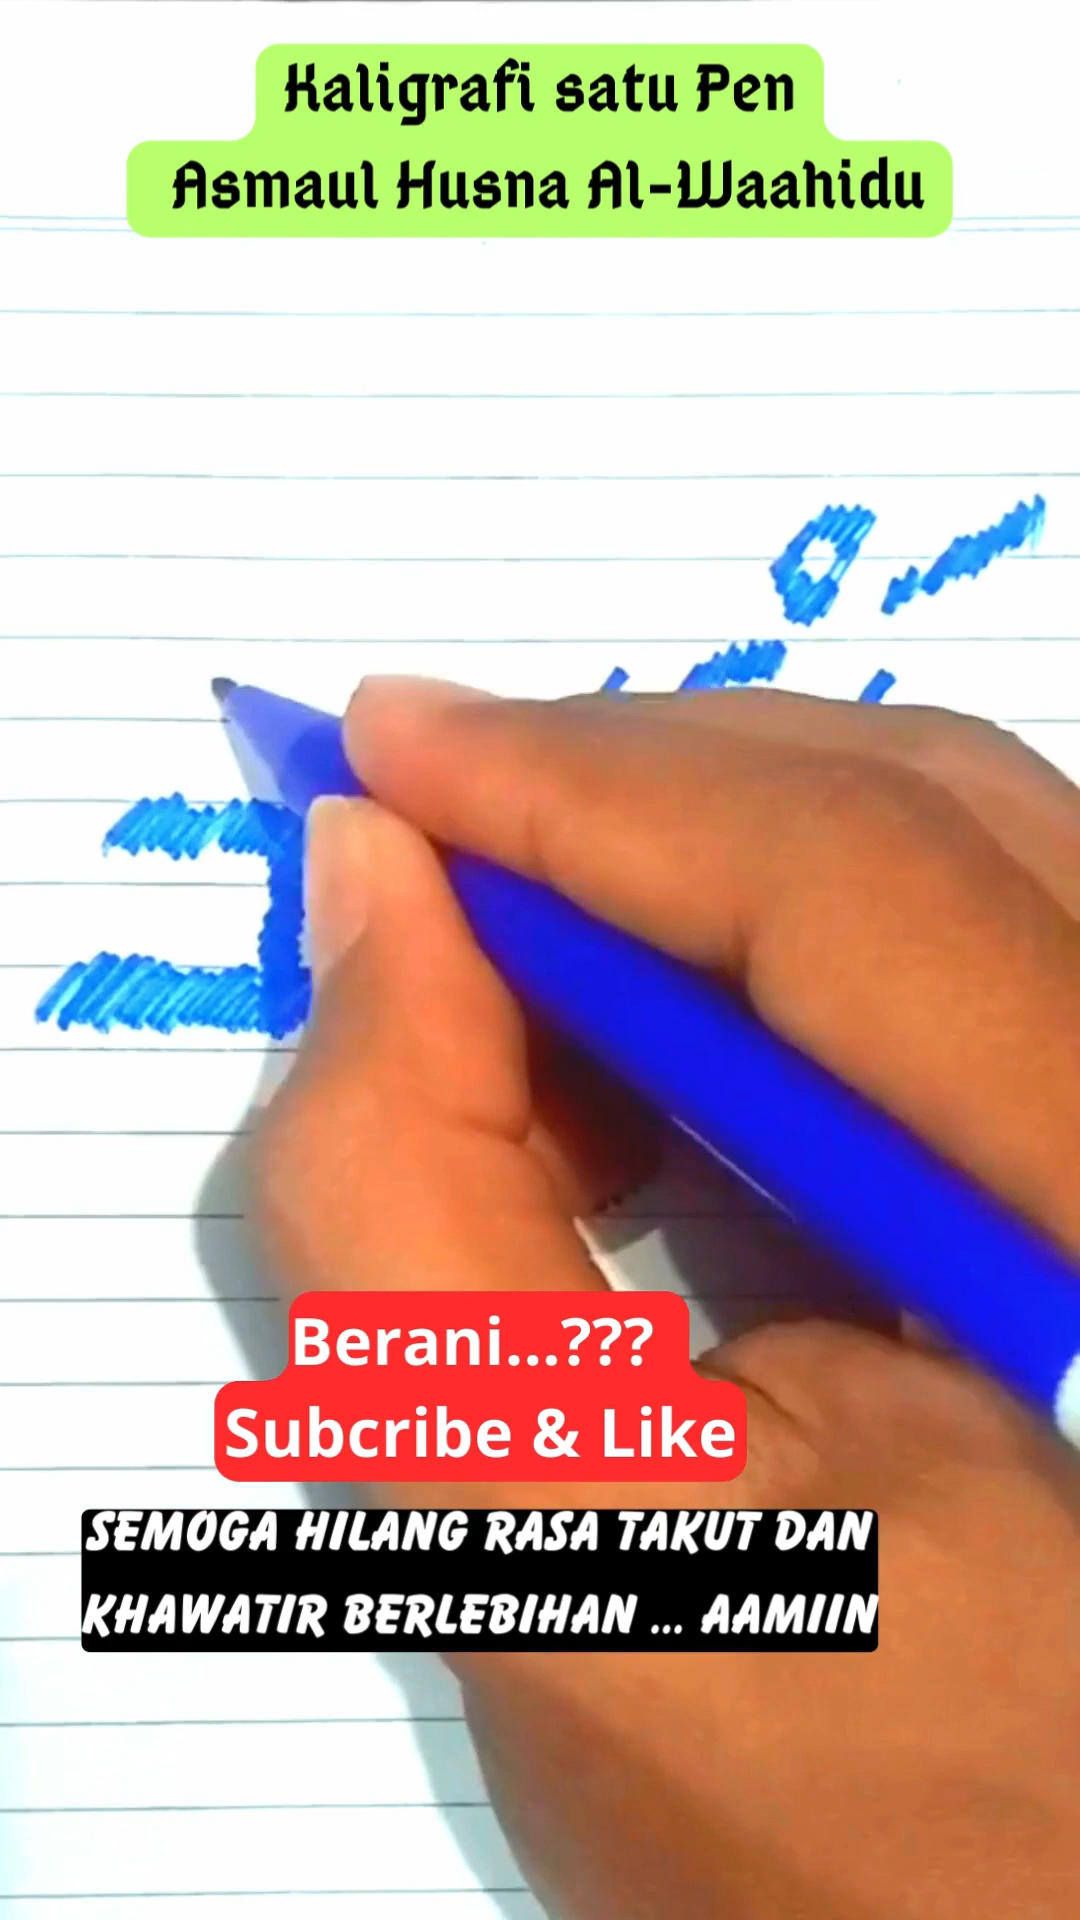 Kaligrafi satu Pen
Asmaul Husna Al-Waahidu
Berani...???
Subcribe & Like
SEMOGA HILANG RASA TAKUT DAN
KHAWATIR BERLEBIHAN ... AAMIIN